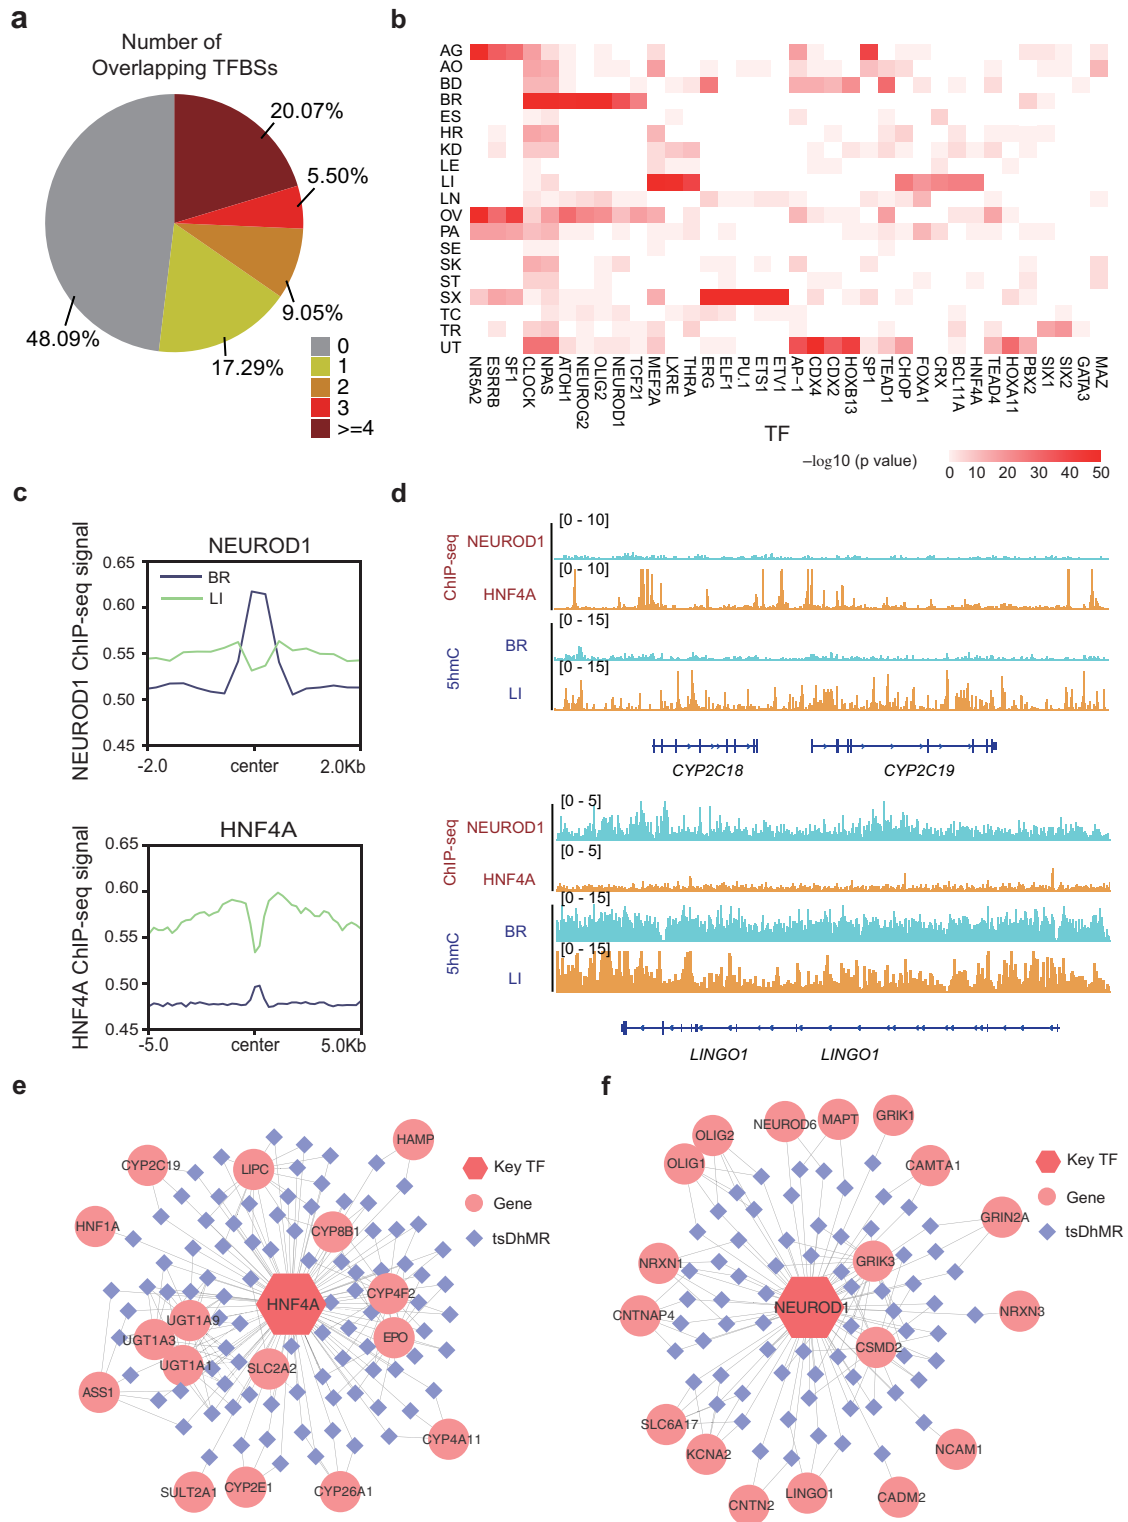 a
Number of
Overlapping TFBSs
20.07%
5.50%
9.05%
17.29%
48.09%
0
1
2
3
>=4
b
AG
AO
BD
BR
ES
HR
KD
LE
LI
LN
OV
PA
SE
SK
ST
SX
TC
TR
UT
NR5A2
ESRRB
SF1
CLOCK
NPAS
ATOH1
NEUROG2
OLIG2
NEUROD1
TCF21
MEF2A
LXRE
THRA
ERG
ELF1
PU.1
ETS1
ETV1
AP−1
CDX4
CDX2
HOXB13
SP1
TEAD1
CHOP
FOXA1
CRX
BCL11A
HNF4A
TEAD4
HOXA11
PBX2
SIX1
SIX2
GATA3
MAZ
TF
−log10 (p value)
0 10 20 30 40 50
c
NEUROD1
NEUROD1 ChIP-seq signal
0.65
0.60
0.55
0.50
0.45
BR
LI
-2.0 center 2.0Kb
HNF4A
HNF4A ChIP-seq signal
0.65
0.60
0.55
0.50
0.45
-5.0 center 5.0Kb
d
ChIP-seq
NEUROD1
[0 - 10]
HNF4A
[0 - 10]
5hmC
BR
[0 - 15]
LI
[0 - 15]
CYP2C18 CYP2C19
ChIP-seq
NEUROD1
[0 - 5]
HNF4A
[0 - 5]
5hmC
BR
[0 - 15]
LI
[0 - 15]
LINGO1 LINGO1
e
HAMP
CYP2C19
LIPC
HNF1A
CYP8B1
HNF4A
CYP4F2
UGT1A9
UGT1A3
EPO
UGT1A1
SLC2A2
ASS1
CYP4A11
SULT2A1
CYP2E1
CYP26A1
Key TF
Gene
tsDhMR
f
NEUROD6
MAPT
GRIK1
OLIG2
OLIG1
CAMTA1
GRIN2A
NRXN1
GRIK3
NEUROD1
CNTNAP4
NRXN3
CSMD2
SLC6A17
KCNA2
NCAM1
CNTN2
LINGO1
CADM2
Key TF
Gene
tsDhMR